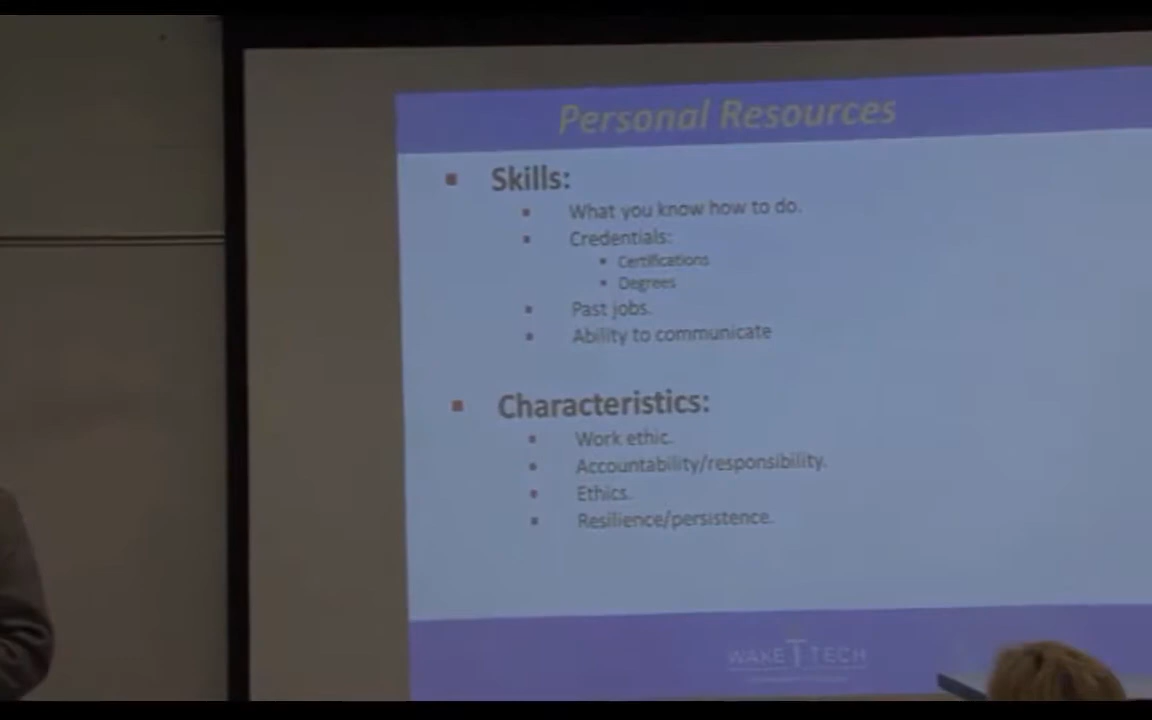 Personal Resources
Skills:
What you know how to do.
Credentials:
Certifications
Degrees
Past jobs.
Ability to communicate
Characteristics:
Work ethic.
Accountability/responsibility.
Ethics.
Resilience/persistence.
WAKE TECH